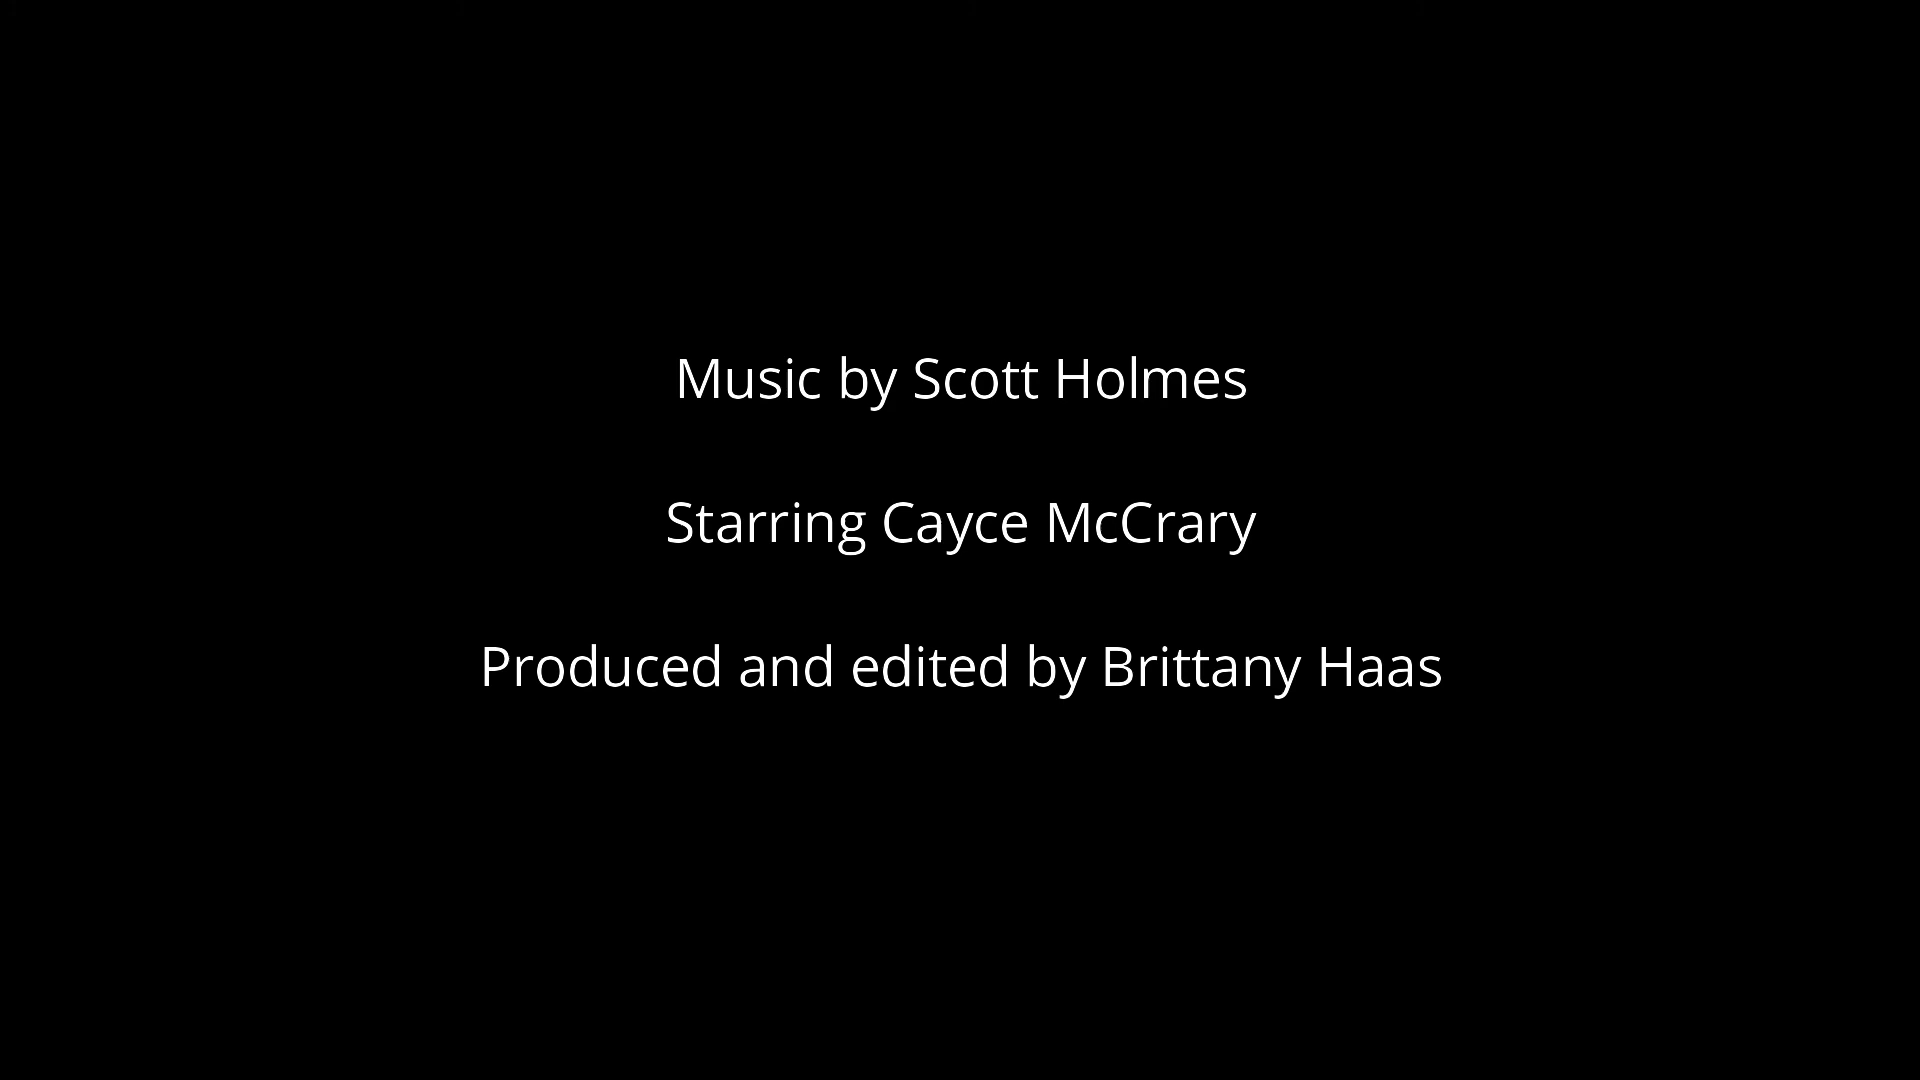 Music by Scott Holmes
Starring Cayce McCrary
Produced and edited by Brittany Haas